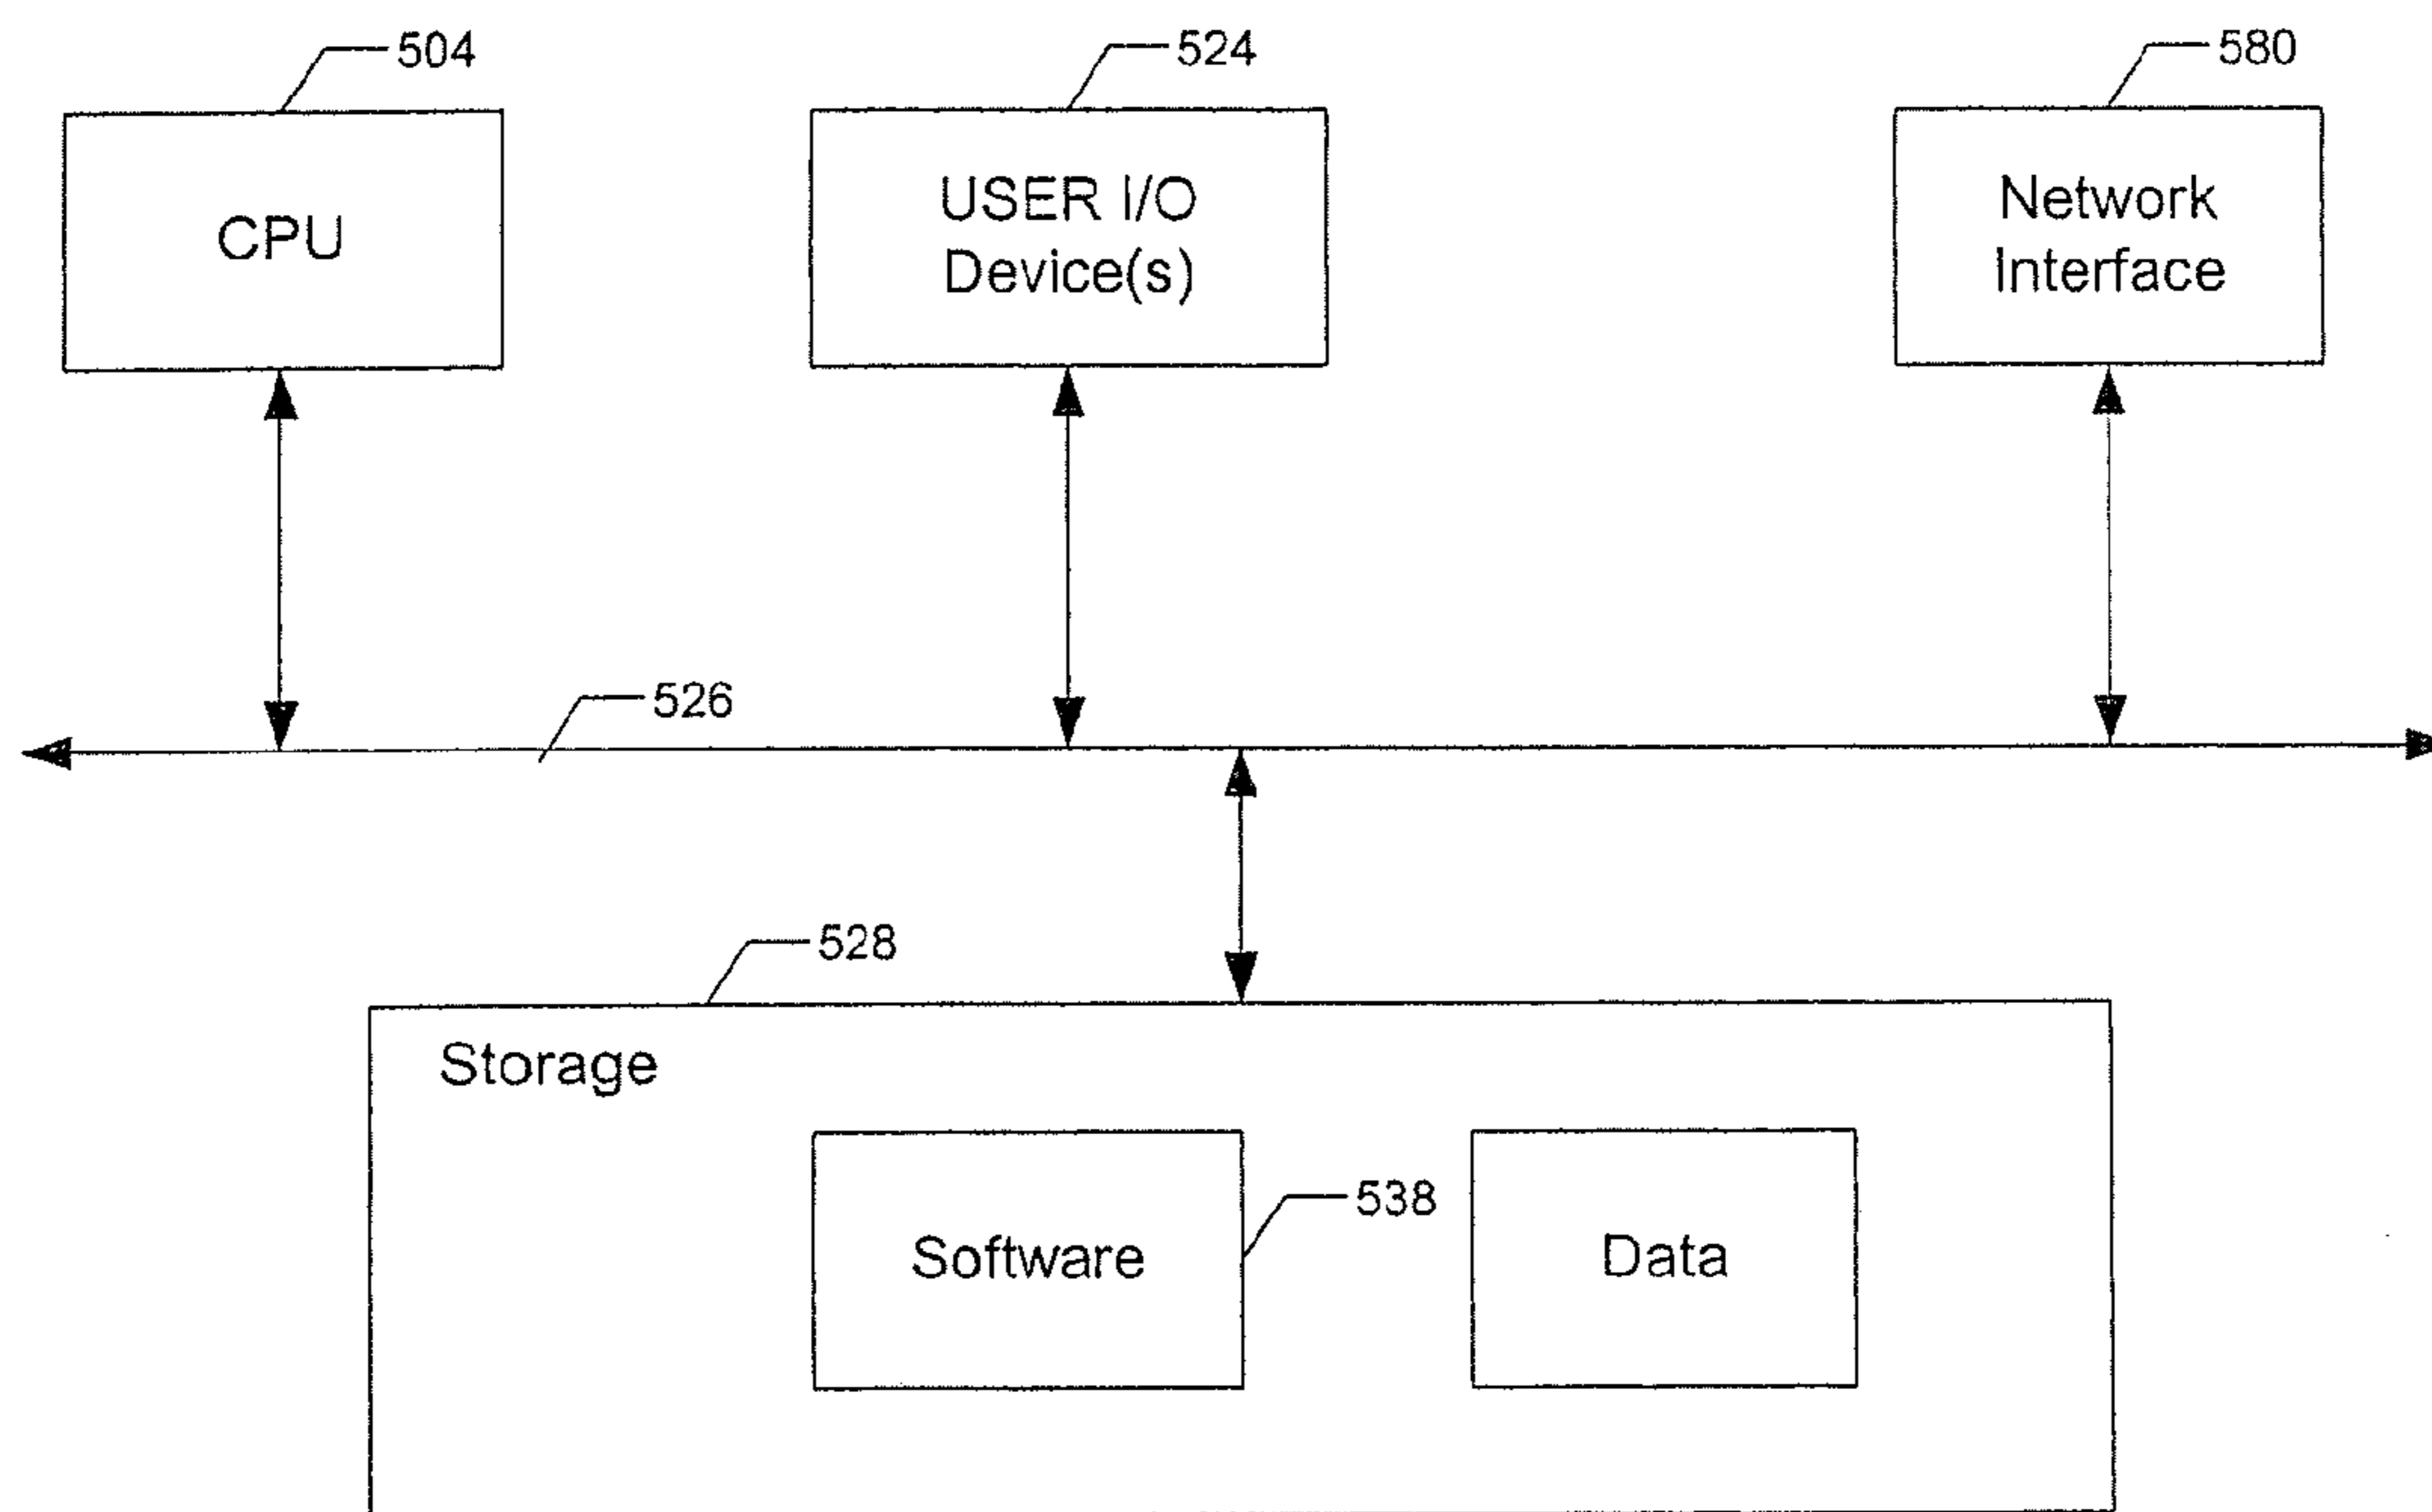 504
524
580
CPU
USER I/O
Device(s)
Network
Interface
526
528
Storage
538
Software
Data